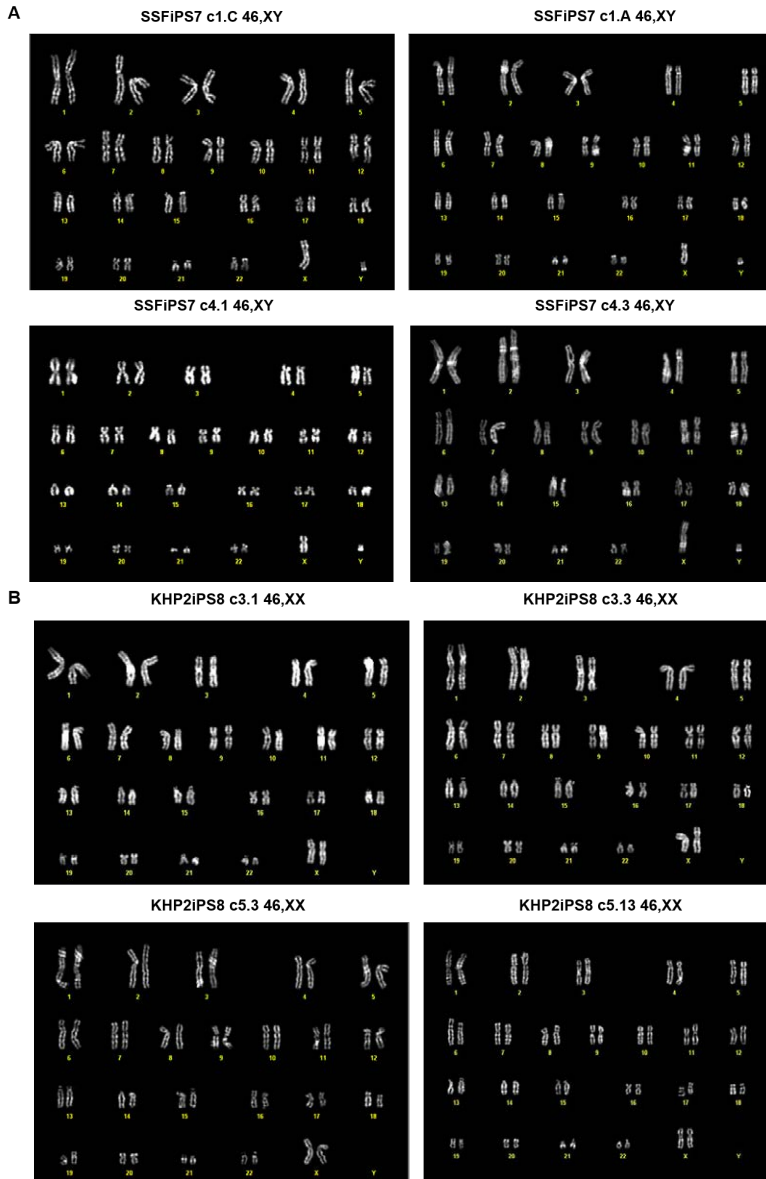 A
SSFiPS7 c1.C 46,XY
SSFiPS7 c1.A 46,XY
1 2 3 4 5
6 7 8 9 10 11 12
13 14 15 16 17 18
19 20 21 22 X Y
1 2 3 4 5
6 7 8 9 10 11 12
13 14 15 16 17 18
19 20 21 22 X Y
SSFiPS7 c4.1 46,XY
SSFiPS7 c4.3 46,XY
1 2 3 4 5
6 7 8 9 10 11 12
13 14 15 16 17 18
19 20 21 22 X Y
1 2 3 4 5
6 7 8 9 10 11 12
13 14 15 16 17 18
19 20 21 22 X Y
B
KHP2iPS8 c3.1 46,XX
KHP2iPS8 c3.3 46,XX
1 2 3 4 5
6 7 8 9 10 11 12
13 14 15 16 17 18
19 20 21 22 X Y
1 2 3 4 5
6 7 8 9 10 11 12
13 14 15 16 17 18
19 20 21 22 X Y
KHP2iPS8 c5.3 46,XX
KHP2iPS8 c5.13 46,XX
1 2 3 4 5
6 7 8 9 10 11 12
13 14 15 16 17 18
19 20 21 22 X Y
1 2 3 4 5
6 7 8 9 10 11 12
13 14 15 16 17 18
19 20 21 22 X Y